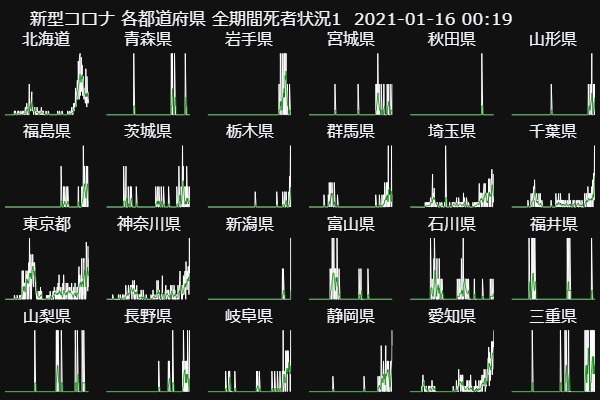 新型コロナ 各都道府県 全期間死者状況1 2021-01-16 00:19
北海道 青森県 岩手県 宮城県 秋田県 山形県
福島県 茨城県 栃木県 群馬県 埼玉県 千葉県
東京都 神奈川県 新潟県 富山県 石川県 福井県
山梨県 長野県 岐阜県 静岡県 愛知県 三重県